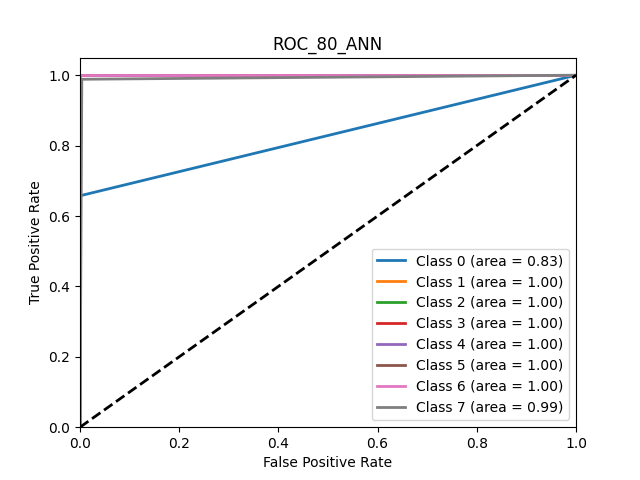 ROC_80_ANN
True Positive Rate
1.0
0.8
0.6
0.4
0.2
0.0
0.0 0.2 0.4 0.6 0.8 1.0
False Positive Rate
Class 0 (area = 0.83)
Class 1 (area = 1.00)
Class 2 (area = 1.00)
Class 3 (area = 1.00)
Class 4 (area = 1.00)
Class 5 (area = 1.00)
Class 6 (area = 1.00)
Class 7 (area = 0.99)